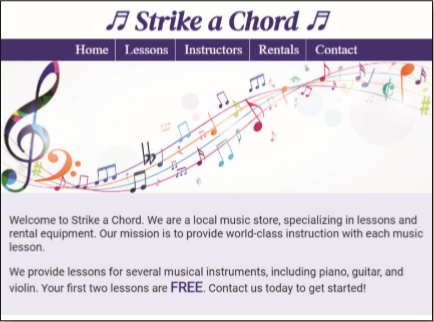 Strike a Chord
Home Lessons Instructors Rentals Contact
Welcome to Strike a Chord. We are a local music store, specializing in lessons and
rental equipment. Our mission is to provide world-class instruction with each music
lesson.
We provide lessons for several musical instruments, including piano, guitar, and
violin. Your first two lessons are FREE. Contact us today to get started!